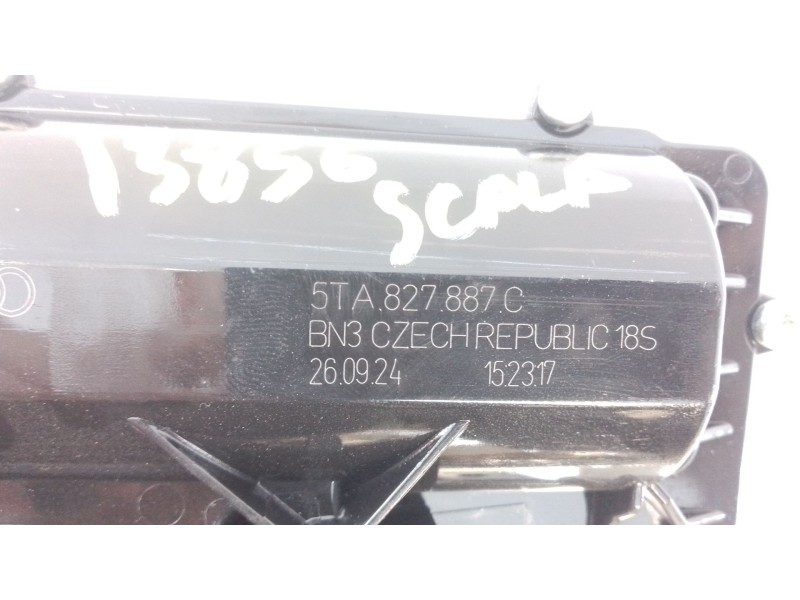 13856
SCALA
5TA.827.887.C
BN3 CZECH REPUBLIC 18S
26.09.24 15:23:17